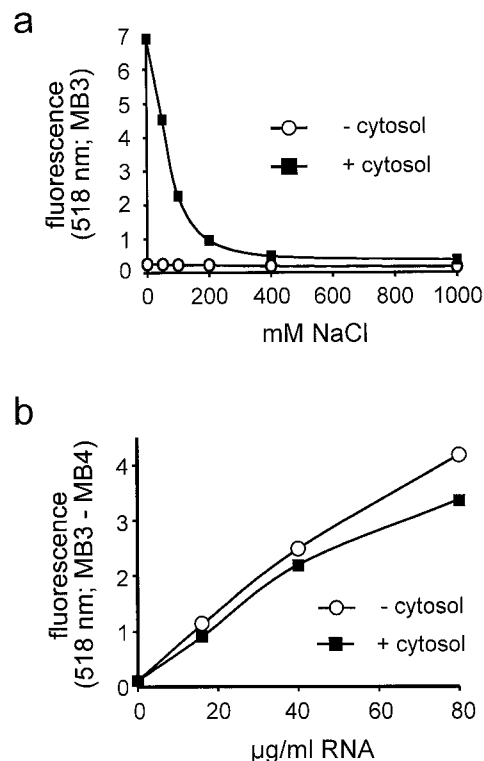 a
fluorescence
(518 nm; MB3)
7
6
5
4
3
2
1
0
- cytosol
+ cytosol
0 200 400 600 800 1000
mM NaCl
b
fluorescence
(518 nm; MB3 - MB4)
4
3
2
1
0
- cytosol
+ cytosol
0 20 40 60 80
µg/ml RNA